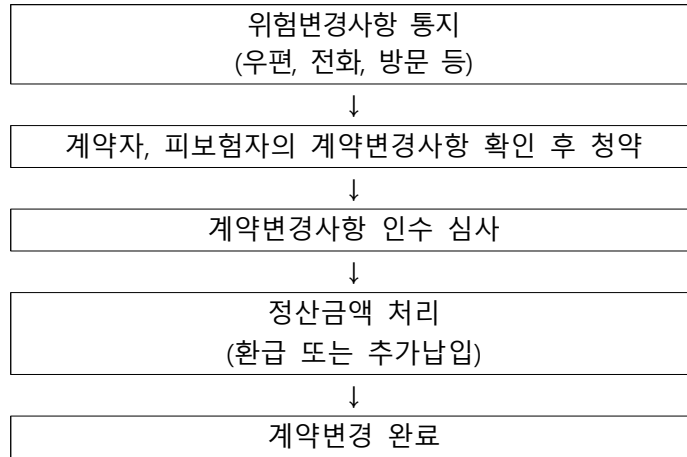 위험변경사항 통지
(우편, 전화, 방문 등)
↓
계약자, 피보험자의 계약변경사항 확인 후 청약
↓
계약변경사항 인수 심사
↓
정산금액 처리
(환급 또는 추가납입)
↓
계약변경 완료